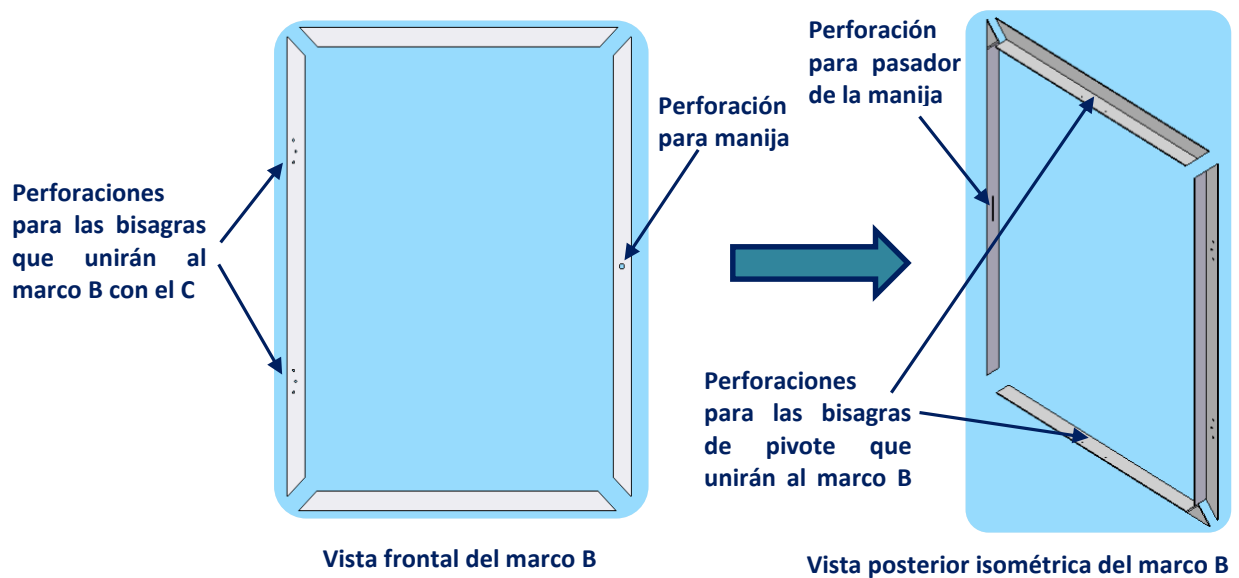 Perforación
para pasador
de la manija
Perforación
para manija
Perforaciones
para las bisagras
que unirán al
marco B con el C
Perforaciones
para las bisagras
de pivote que
unirán al marco B
Vista frontal del marco B
Vista posterior isométrica del marco B